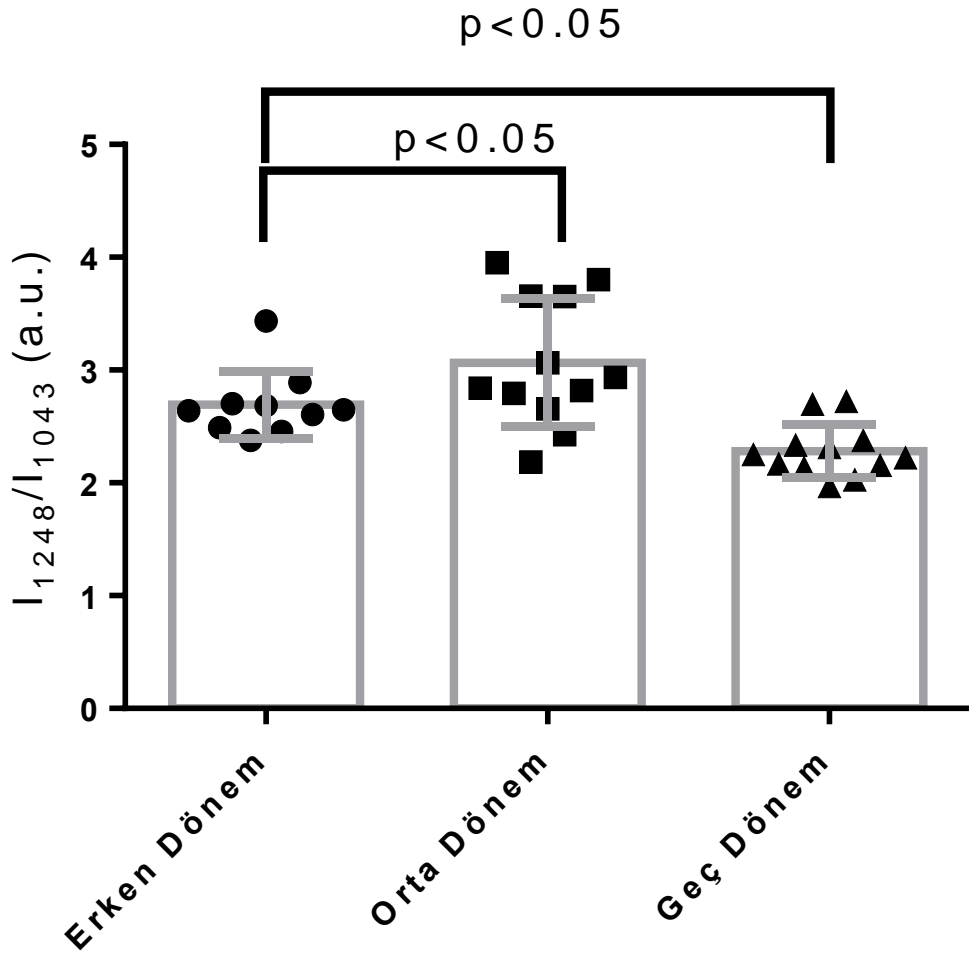 p<0.05
p<0.05
I1248/I1043 (a.u.)
5
4
3
2
1
0
Erken Dönem
Orta Dönem
Geç Dönem